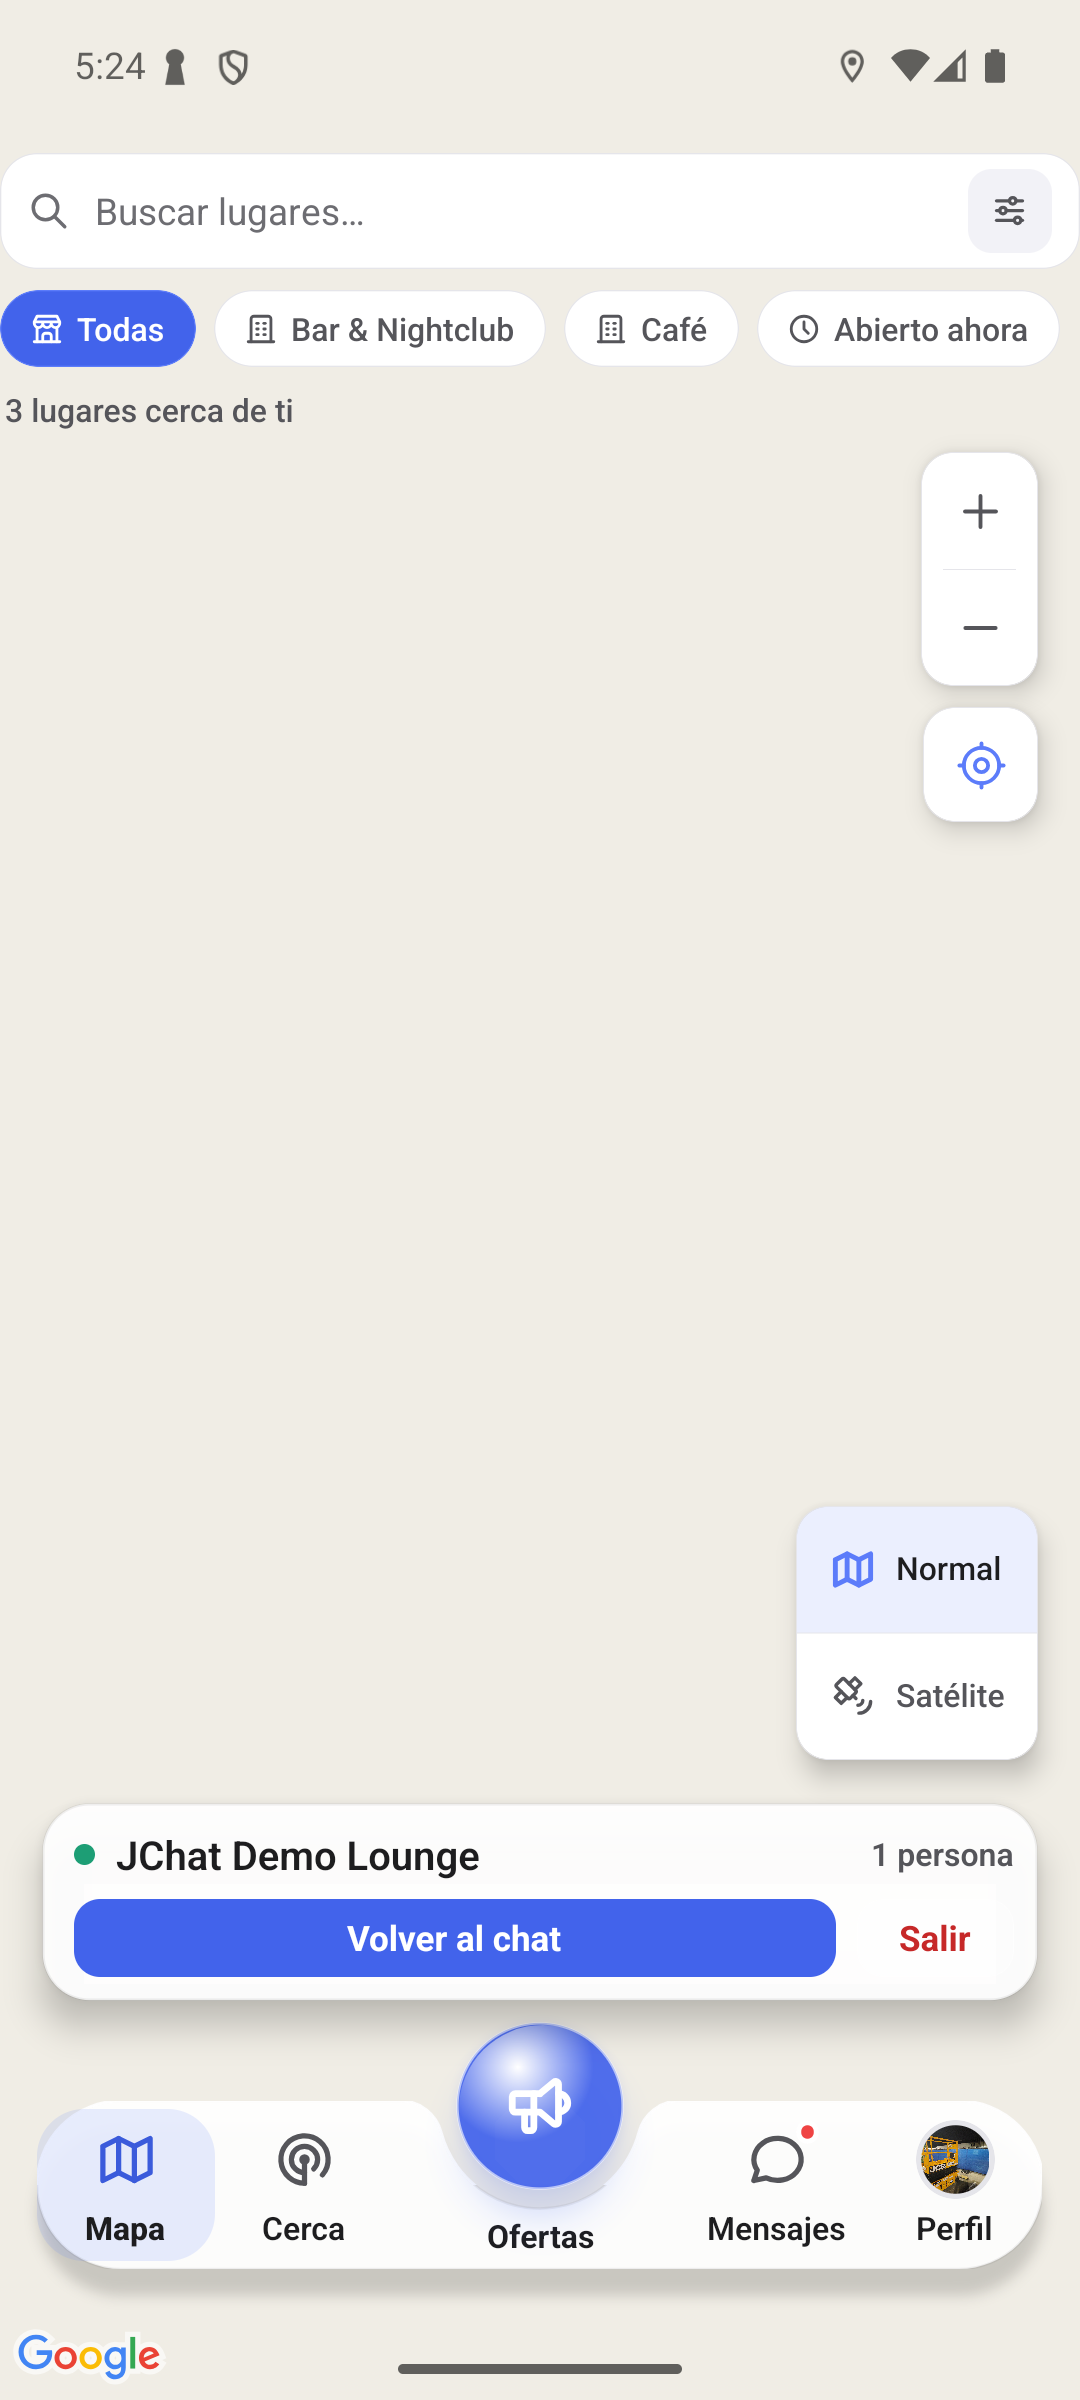 5:24
Buscar lugares...
Todas
Bar & Nightclub
Café
Abierto ahora
3 lugares cerca de ti
Normal
Satélite
JChat Demo Lounge
1 persona
Volver al chat
Salir
Mapa
Cerca
Ofertas
Mensajes
Perfil
Google